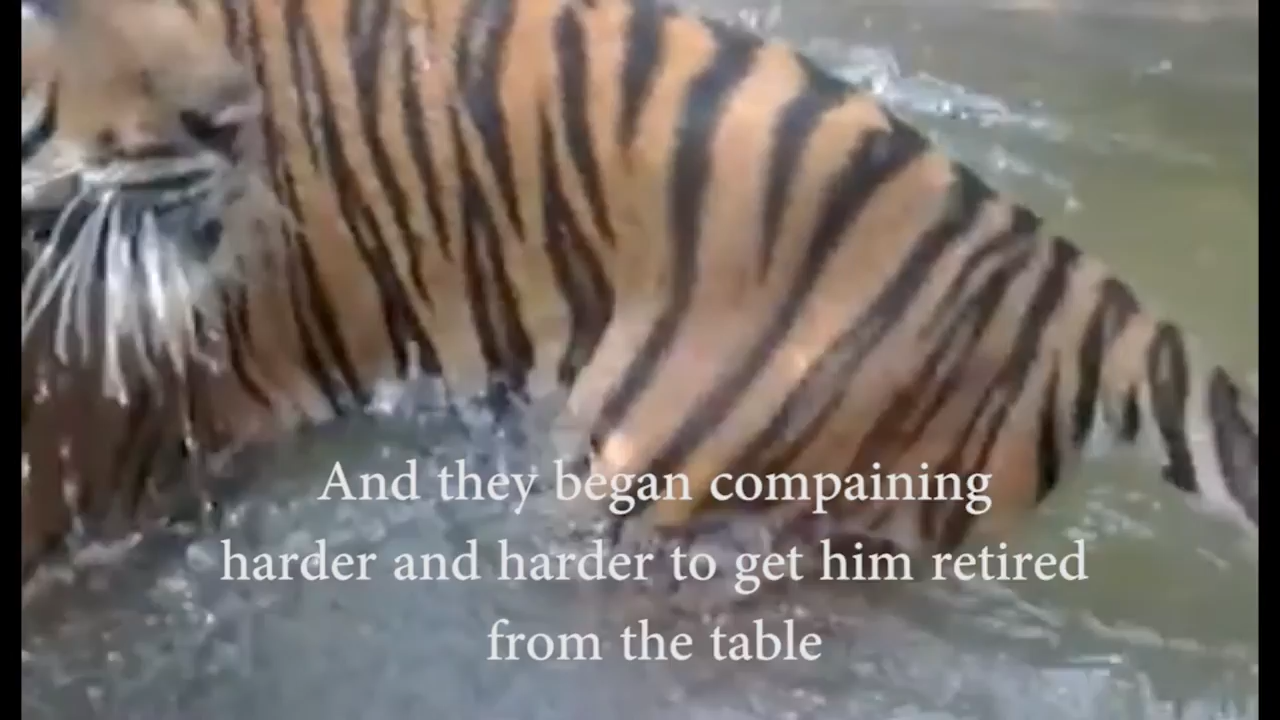 And they began compaining
harder and harder to get him retired
from the table